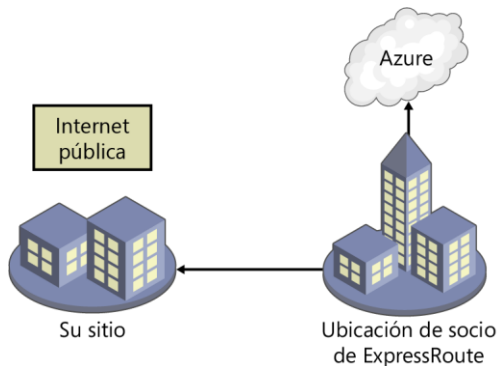 Azure
Internet
pública
Su sitio
Ubicación de socio
de ExpressRoute